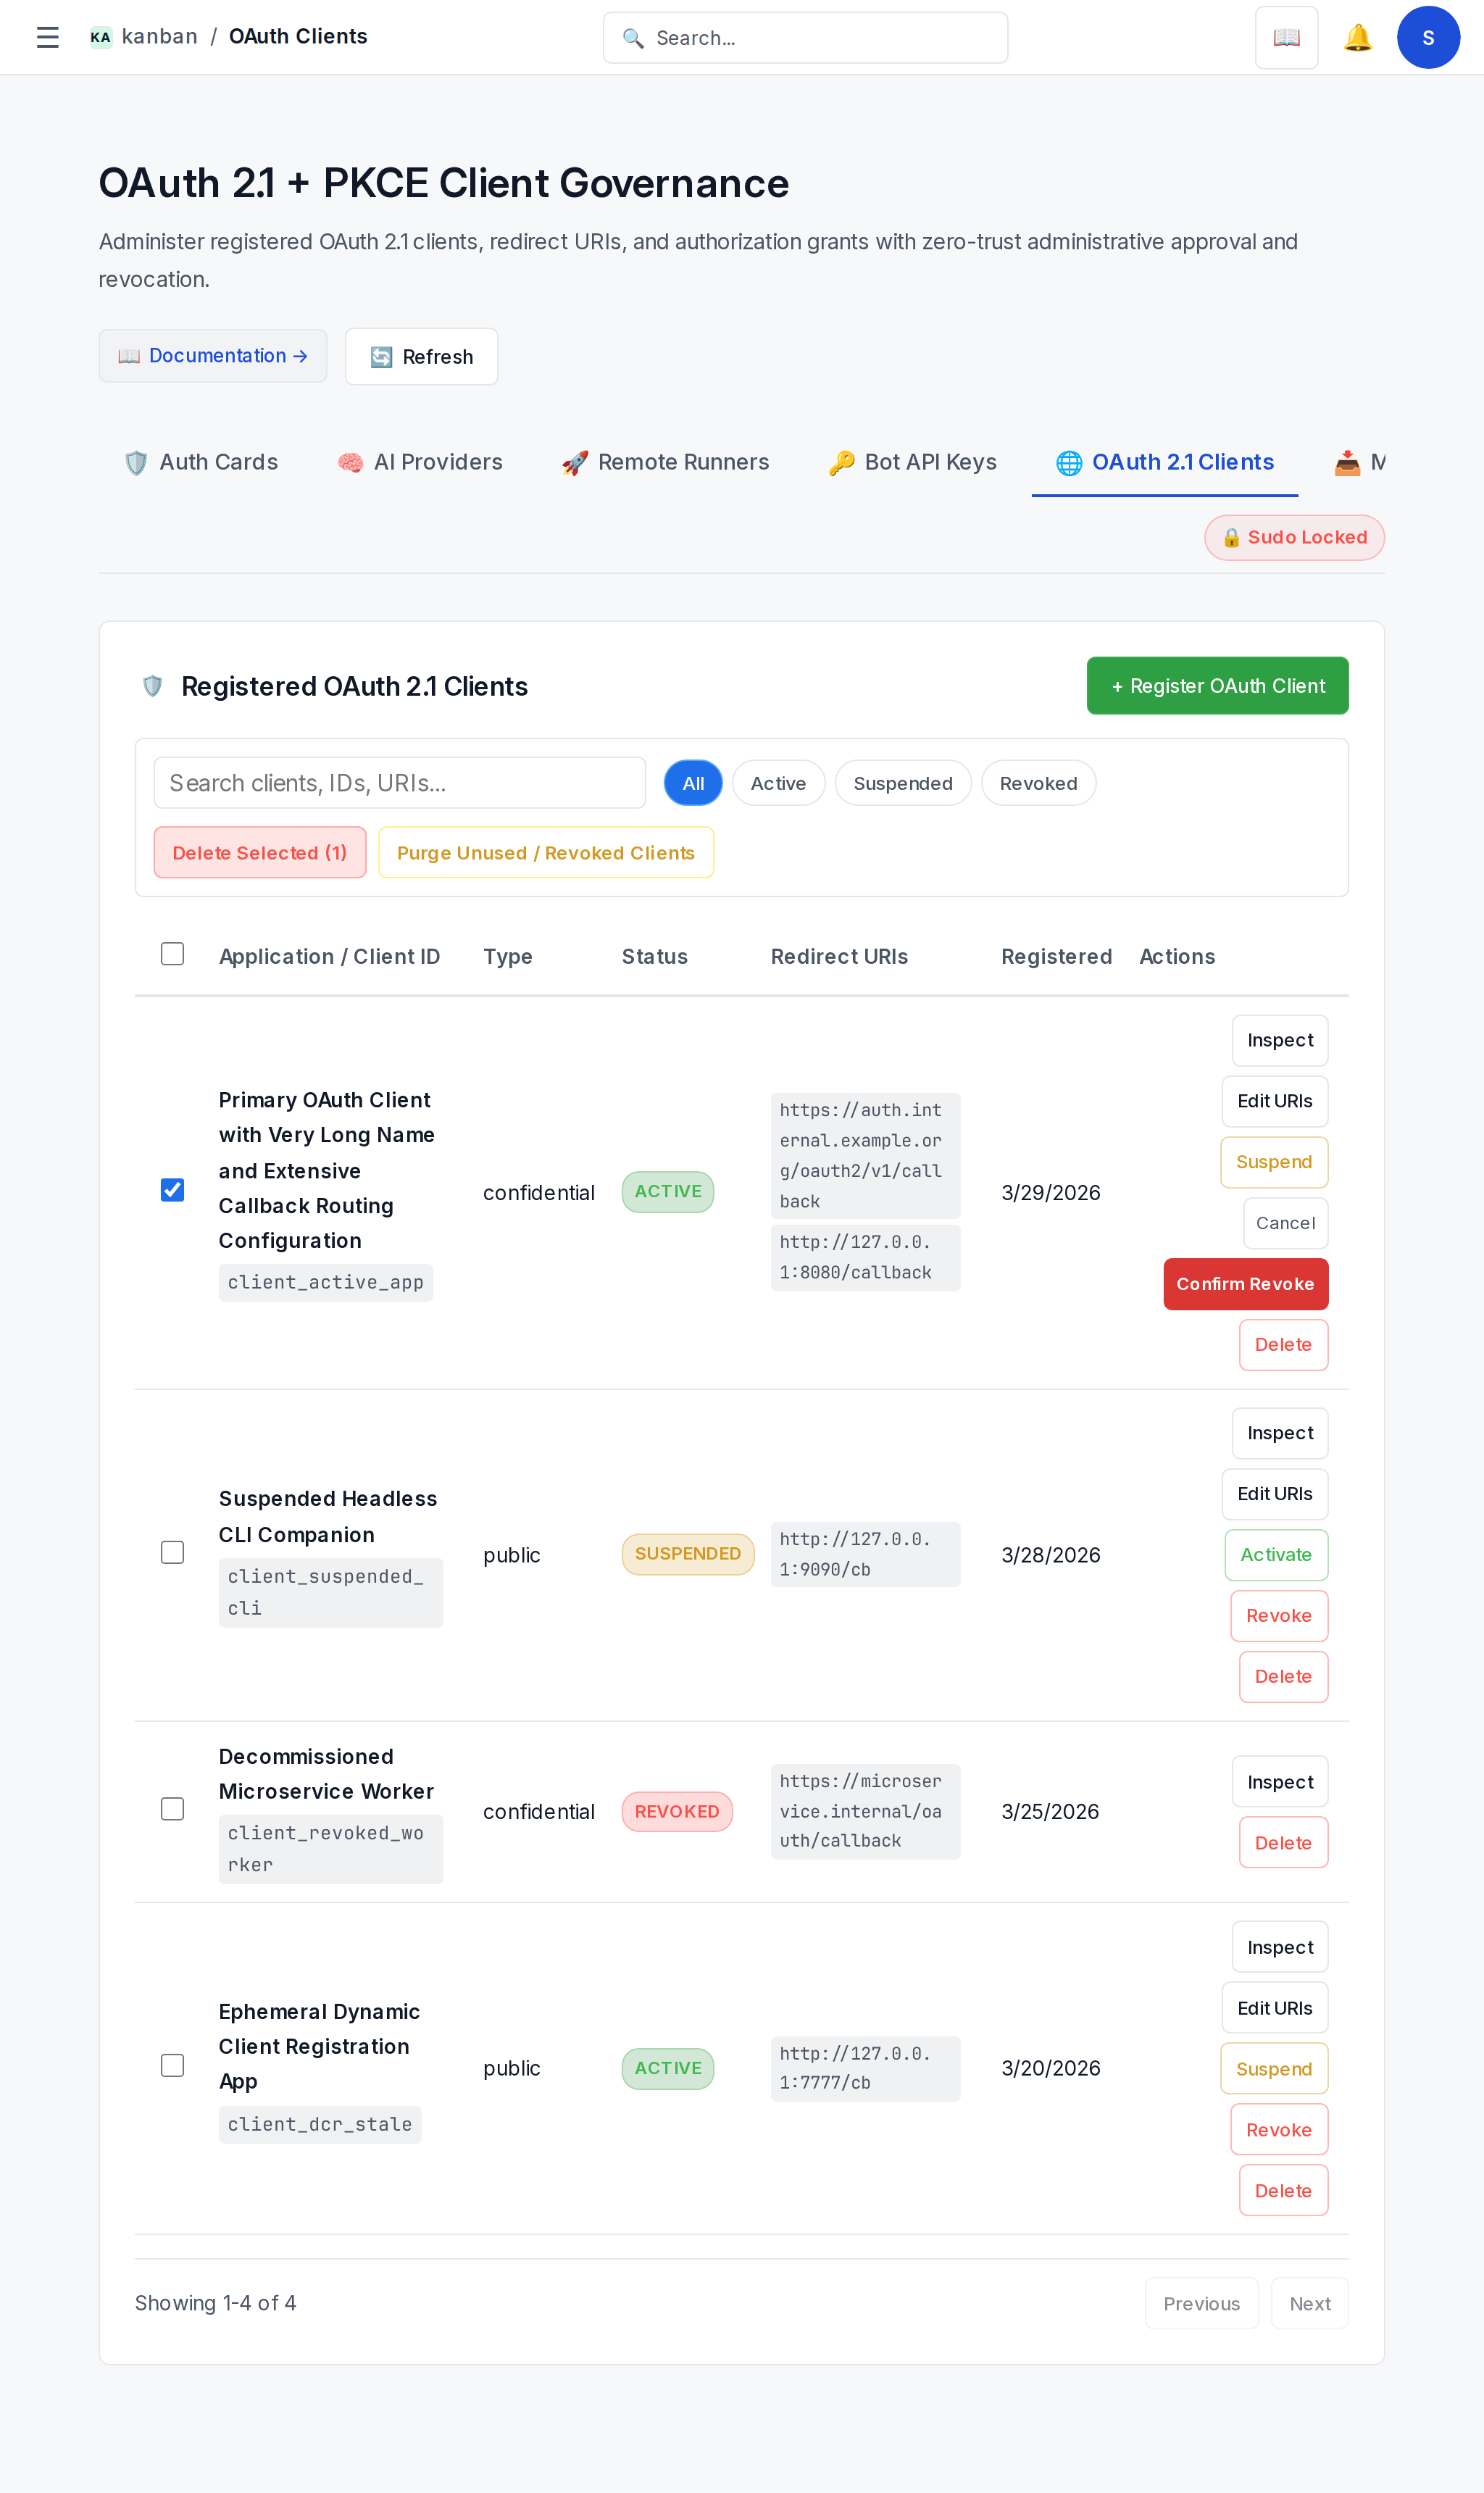 KA kanban / OAuth Clients
Search...
S
OAuth 2.1 + PKCE Client Governance
Administer registered OAuth 2.1 clients, redirect URIs, and authorization grants with zero-trust administrative approval and
revocation.
Documentation →
Refresh
Auth Cards
AI Providers
Remote Runners
Bot API Keys
OAuth 2.1 Clients
Sudo Locked
Registered OAuth 2.1 Clients
+ Register OAuth Client
Search clients, IDs, URIs...
All
Active
Suspended
Revoked
Delete Selected (1)
Purge Unused / Revoked Clients
Application / Client ID
Type
Status
Redirect URIs
Registered
Actions
Primary OAuth Client
with Very Long Name
and Extensive
Callback Routing
Configuration
client_active_app
confidential
ACTIVE
https://auth.int
ernal.example.or
g/oauth2/v1/call
back
http://127.0.0.
1:8080/callback
3/29/2026
Inspect
Edit URIs
Suspend
Cancel
Confirm Revoke
Delete
Suspended Headless
CLI Companion
client_suspended_
cli
public
SUSPENDED
http://127.0.0.
1:9090/cb
3/28/2026
Inspect
Edit URIs
Activate
Revoke
Delete
Decommissioned
Microservice Worker
client_revoked_wo
rker
confidential
REVOKED
https://microser
vice.internal/oa
uth/callback
3/25/2026
Inspect
Delete
Ephemeral Dynamic
Client Registration
App
client_dcr_stale
public
ACTIVE
http://127.0.0.
1:7777/cb
3/20/2026
Inspect
Edit URIs
Suspend
Revoke
Delete
Showing 1-4 of 4
Previous
Next